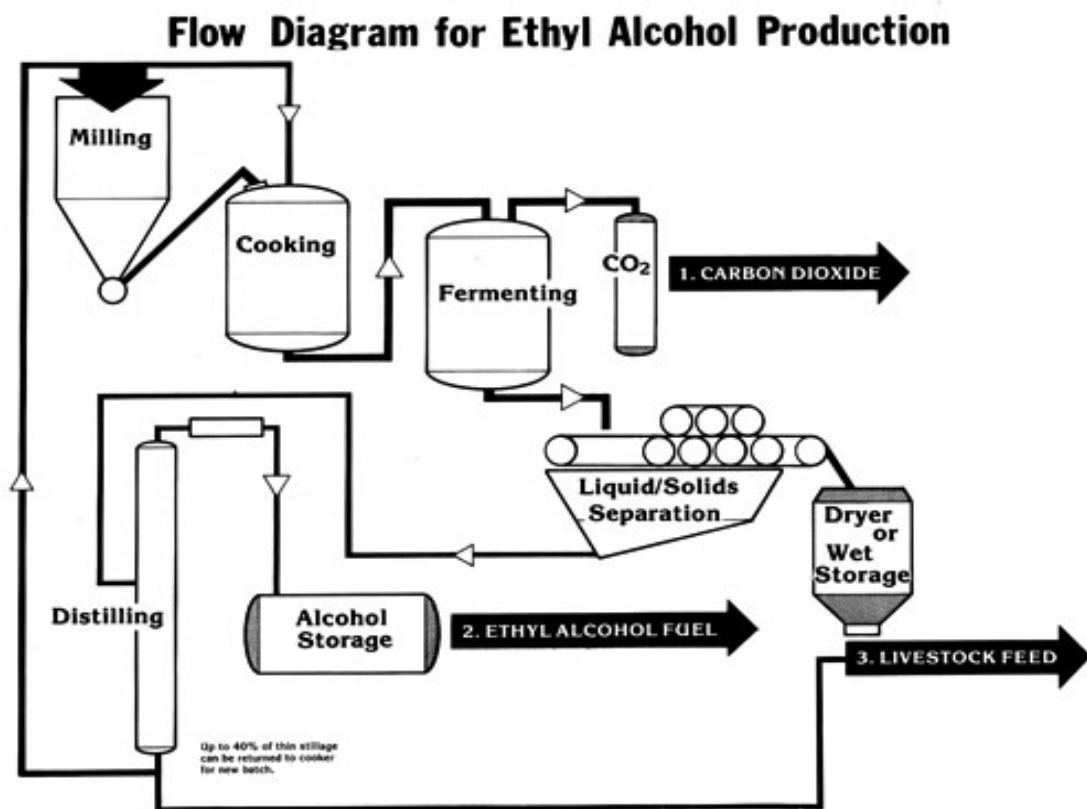 Flow Diagram for Ethyl Alcohol Production
Milling
Cooking
Fermenting
CO2
1. CARBON DIOXIDE
Liquid/Solids
Separation
Dryer
or
Wet
Storage
Distilling
Alcohol
Storage
2. ETHYL ALCOHOL FUEL
3. LIVESTOCK FEED
Up to 40% of thin stillage
can be returned to cooker
for new batch.